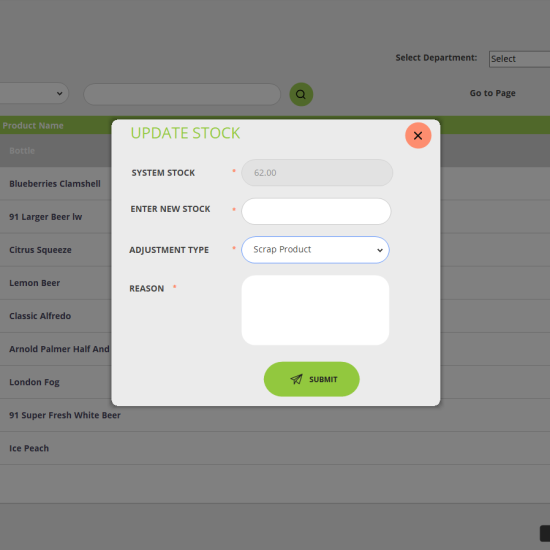 Select Department:
Select
Go to Page
Product Name
Bottle
Blueberries Clamshell
91 Larger Beer lw
Citrus Squeeze
Lemon Beer
Classic Alfredo
Arnold Palmer Half And
London Fog
91 Super Fresh White Beer
Ice Peach
UPDATE STOCK
SYSTEM STOCK *
62.00
ENTER NEW STOCK *
ADJUSTMENT TYPE *
Scrap Product
REASON *
SUBMIT